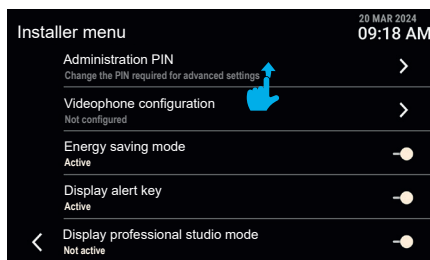 Installer menu
20 MAR 2024
09:18 AM
Administration PIN
Change the PIN required for advanced settings
Videophone configuration
Not configured
Energy saving mode
Active
Display alert key
Active
Display professional studio mode
Not active